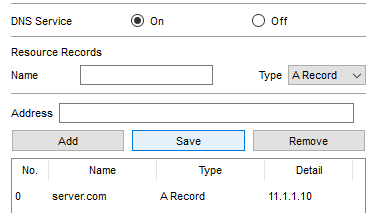 DNS Service On Off
Resource Records
Name Type A Record
Address
Add Save Remove
No. Name Type Detail
0 server.com A Record 11.1.1.10